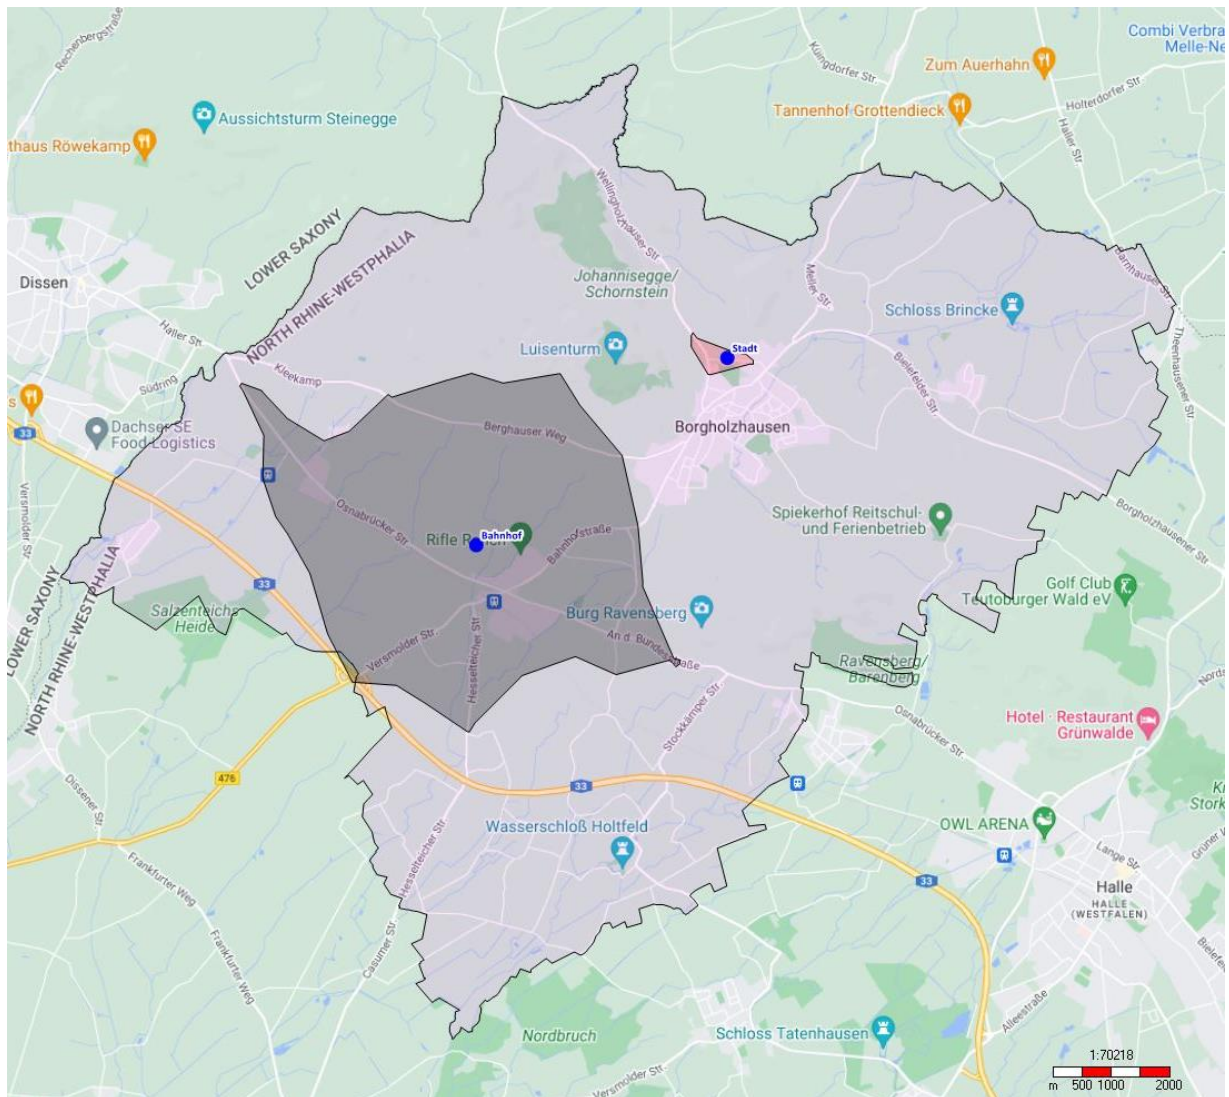 Rechenbergstraße
Küingdorfer Str.
Combi Verbra
Melle-Ne
Zum Auerhahn
Holterdorfer Str.
Tannenhof Grottendieck
Haller Str.
Aussichtsturm Steinegge
thaus Röwekamp
Wellingholzhauser Str.
LOWER SAXONY
NORTH RHINE-WESTPHALIA
Barnhauser Str.
Dissen
Johannisegge/
Schornstein
Meller Str.
Schloss Brincke
Haller Str.
Theenhausener Str.
Luisenturm
Stadt
Kleekamp
Bielefelder Str.
Südring
s
33
Dachser SE
Food-Logistics
Berghauser Weg
Borgholzhausen
Versmolder Str.
Osnabrücker Str.
Spiekerhof Reitschul-
und Ferienbetrieb
Borgholzhausener Str.
Bahnhof
Bahnhofstraße
33
Golf Club
Teutoburger Wald eV
LOWER SAXONY
NORTH RHINE-WESTPHALIA
Salzenteichs
Heide
Burg Ravensberg
Versmolder Str.
Hesselteicher Str.
An d. Bundesstraße
Ravensberg/
Barenberg
Nords
Stockkämper Str.
Osnabrücker Str.
Hotel · Restaurant
Grünwalde
476
33
Dissener Str.
Wasserschloß Holtfeld
OWL ARENA
Lange Str.
Hesselteicher Str.
Frankfurter Weg
33
Halle
HALLE
(WESTFALEN)
Casumer Str.
Frankfurter Weg
Alleestraße
Nordbruch
Schloss Tatenhausen
Versmolder Str.
1:70218
m 500 1000 2000